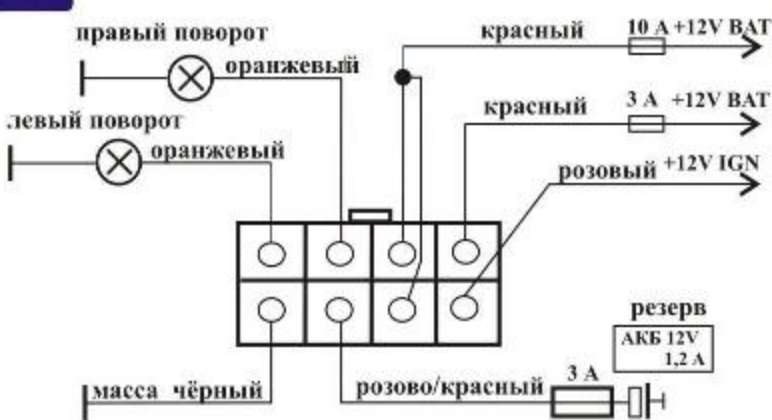 правый поворот
красный 10 А +12V BAT
оранжевый
красный 3 А +12V BAT
левый поворот
оранжевый
розовый +12V IGN
резерв
АКБ 12V
1,2 А
масса чёрный
розово/красный 3 А